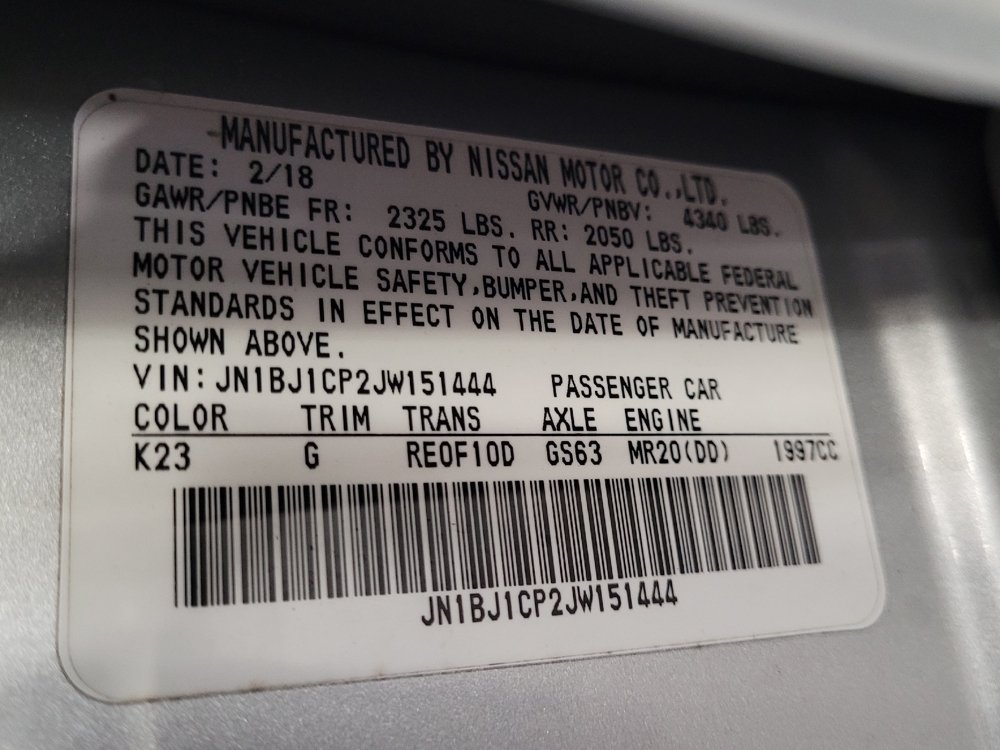 MANUFACTURED BY NISSAN MOTOR CO.,LTD.
DATE: 2/18 GVWR/PNBV: 4340 LBS.
GAWR/PNBE FR: 2325 LBS. RR: 2050 LBS.
THIS VEHICLE CONFORMS TO ALL APPLICABLE FEDERAL
MOTOR VEHICLE SAFETY,BUMPER,AND THEFT PREVENTION
STANDARDS IN EFFECT ON THE DATE OF MANUFACTURE
SHOWN ABOVE.
VIN: JN1BJ1CP2JW151444 PASSENGER CAR
COLOR TRIM TRANS AXLE ENGINE
K23 G RE0F10D GS63 MR20(DD) 1997CC
JN1BJ1CP2JW151444